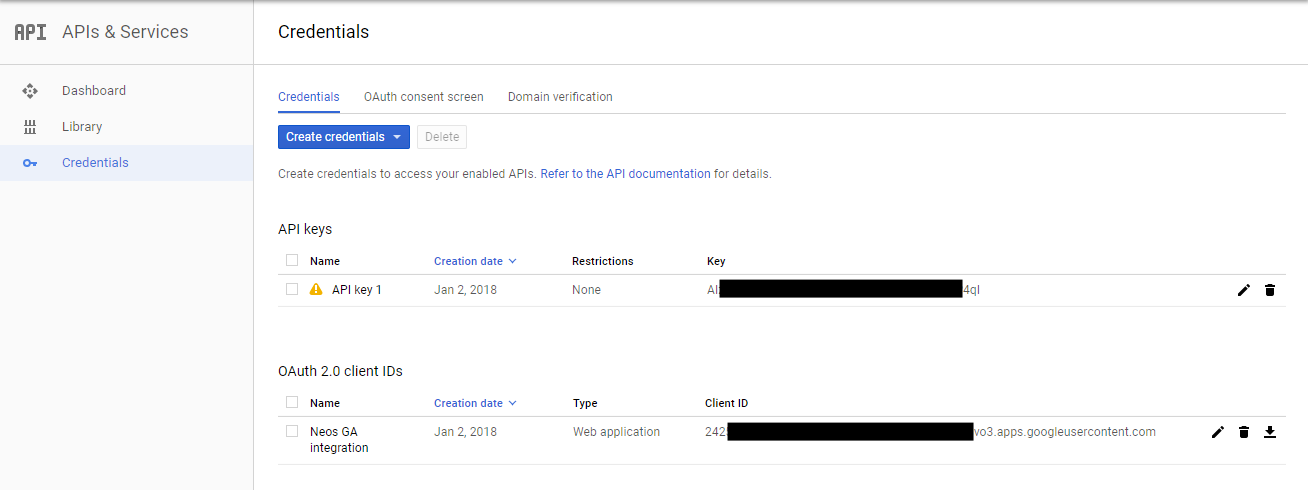 API APIs & Services
Credentials
Dashboard
Library
Credentials
Credentials OAuth consent screen Domain verification
Create credentials Delete
Create credentials to access your enabled APIs. Refer to the API documentation for details.
API keys
Name Creation date Restrictions Key
API key 1 Jan 2, 2018 None AI 4qI
OAuth 2.0 client IDs
Name Creation date Type Client ID
Neos GA Jan 2, 2018 Web application 242 vo3.apps.googleusercontent.com
integration